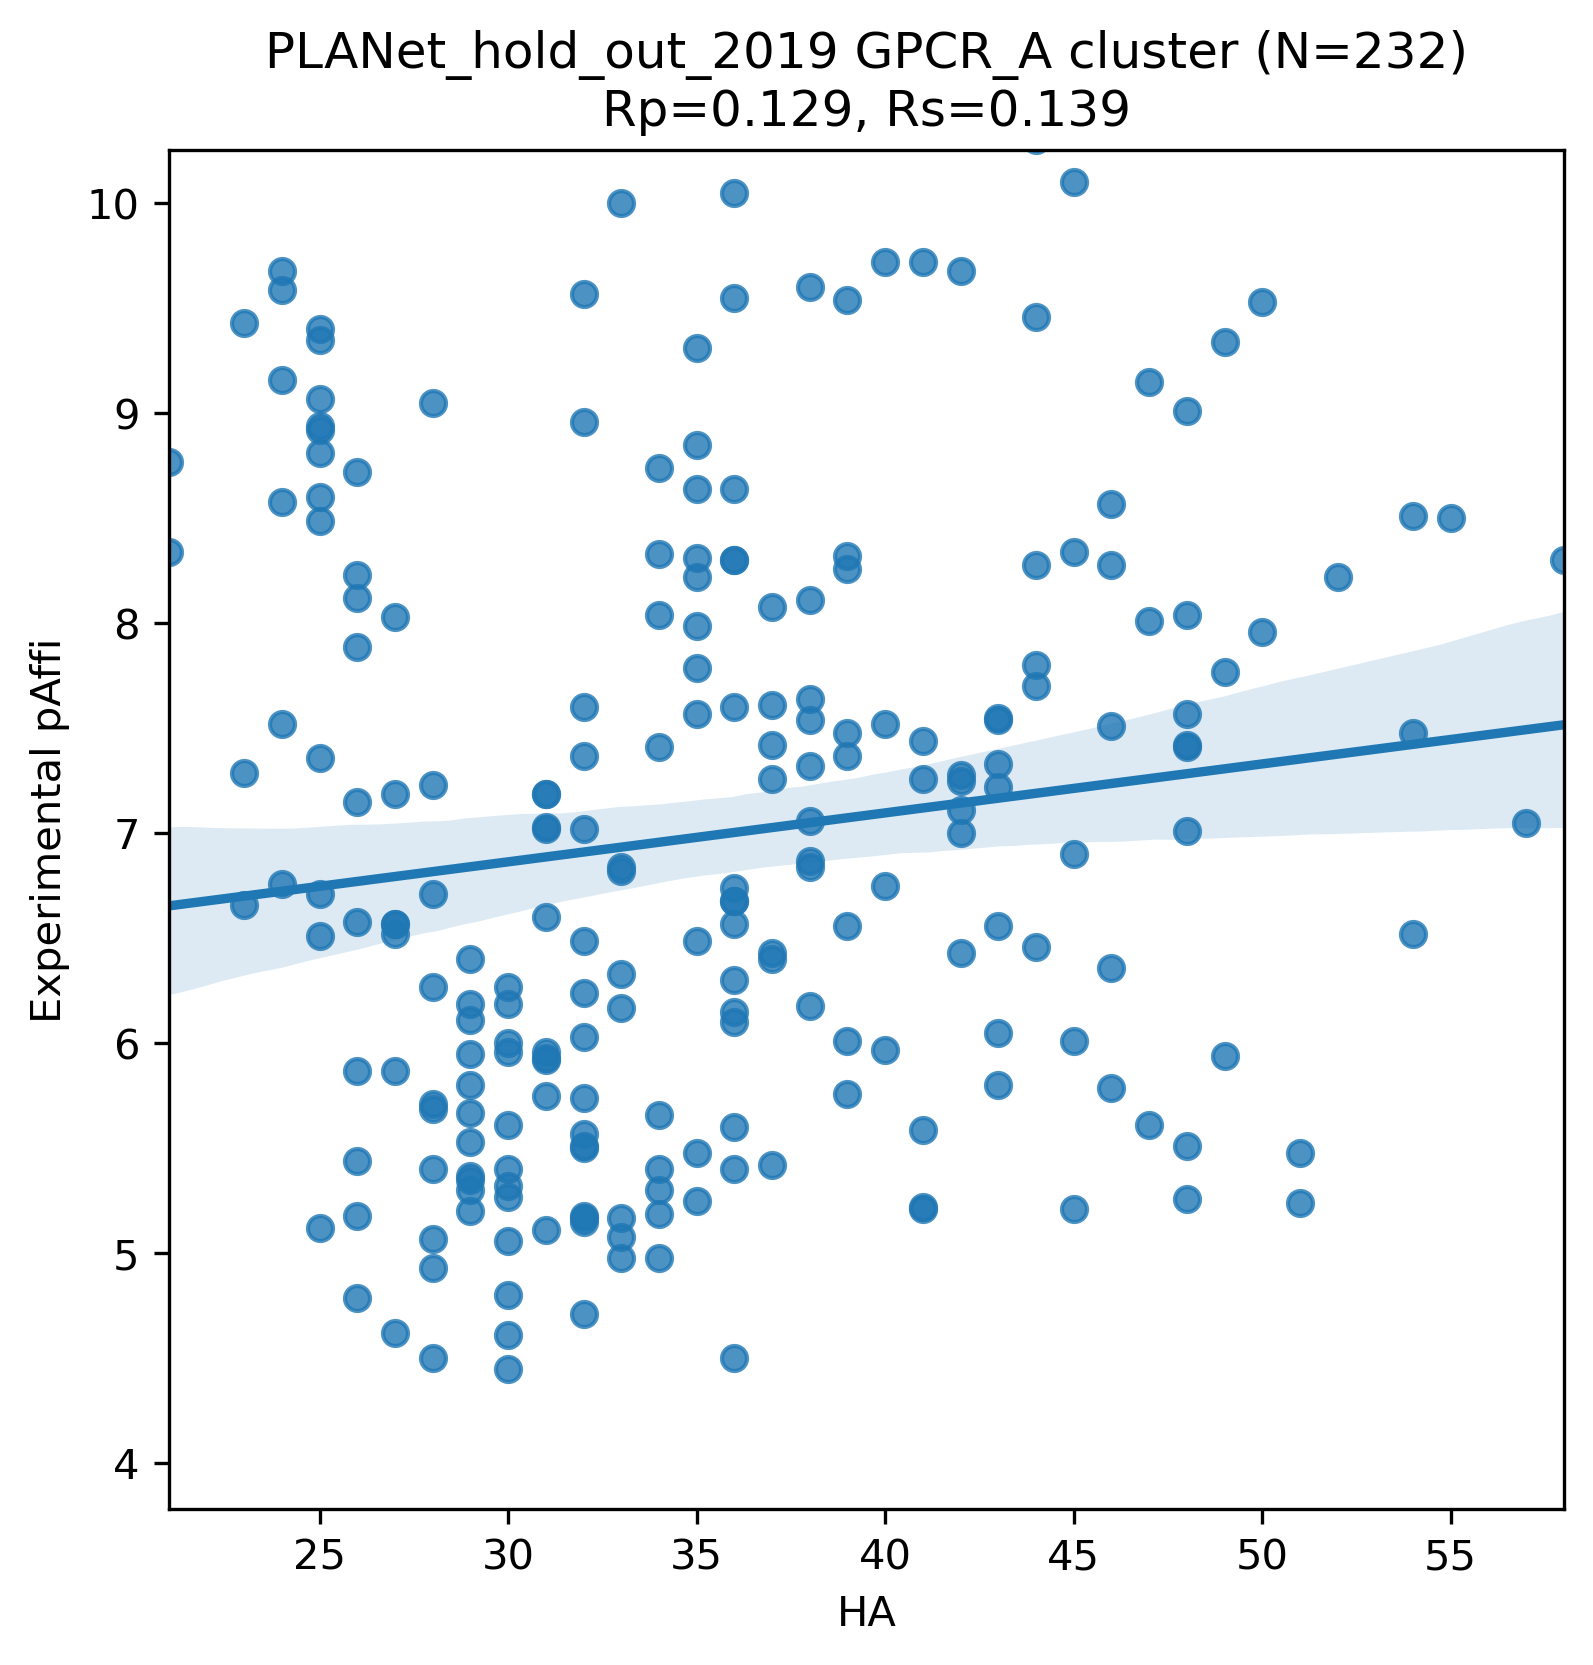 PLANet_hold_out_2019 GPCR_A cluster (N=232)
Rp=0.129, Rs=0.139
10
9
8
7
6
5
4
Experimental pAffi
25 30 35 40 45 50 55
HA